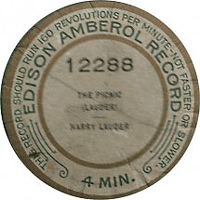 THIS RECORD SHOULD RUN 160 REVOLUTIONS PER MINUTE-NOT FASTER OR SLOWER.
EDISON AMBEROL RECORD
12288
THE PICNIC
(LAUDER)
HARRY LAUDER
4 MIN.